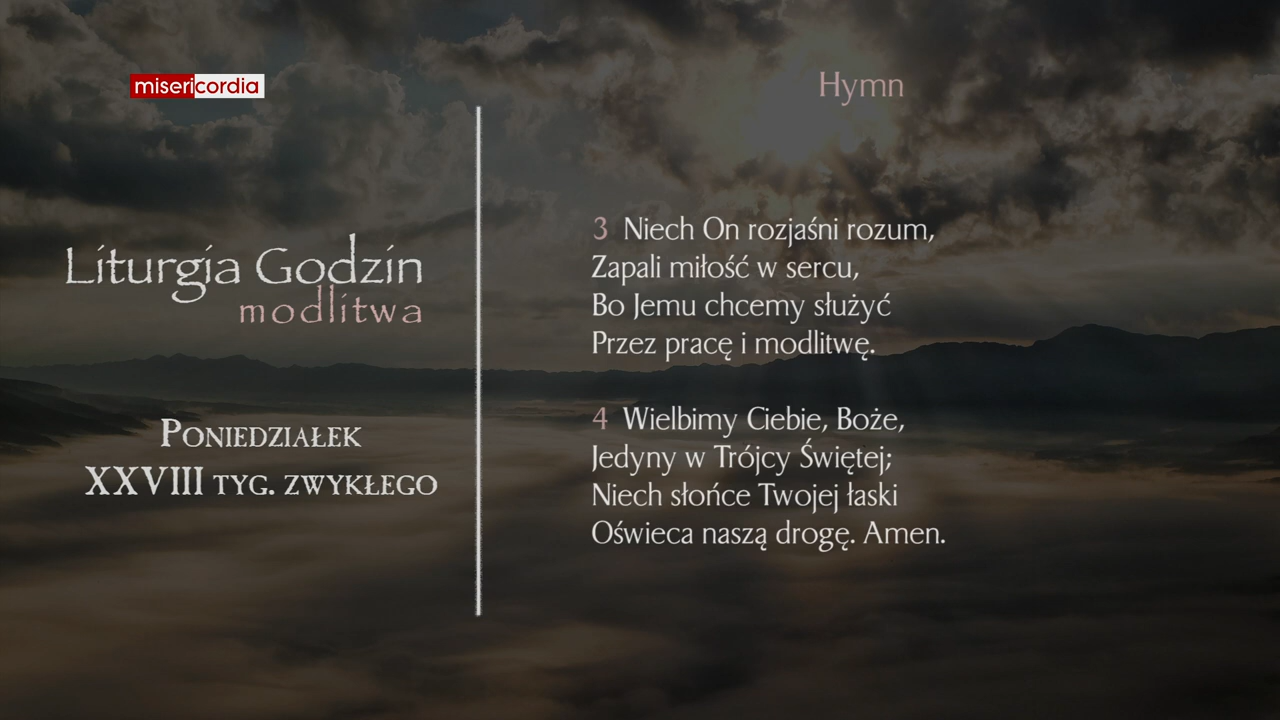 misericordia
Liturgia Godzin
modlitwa
Poniedziałek
XXVIII tyg. zwykłego
Hymn
3 Niech On rozjaśni rozum,
Zapali miłość w sercu,
Bo Jemu chcemy służyć
Przez pracę i modlitwę.
4 Wielbimy Ciebie, Boże,
Jedyny w Trójcy Świętej;
Niech słońce Twojej łaski
Oświeca naszą drogę. Amen.